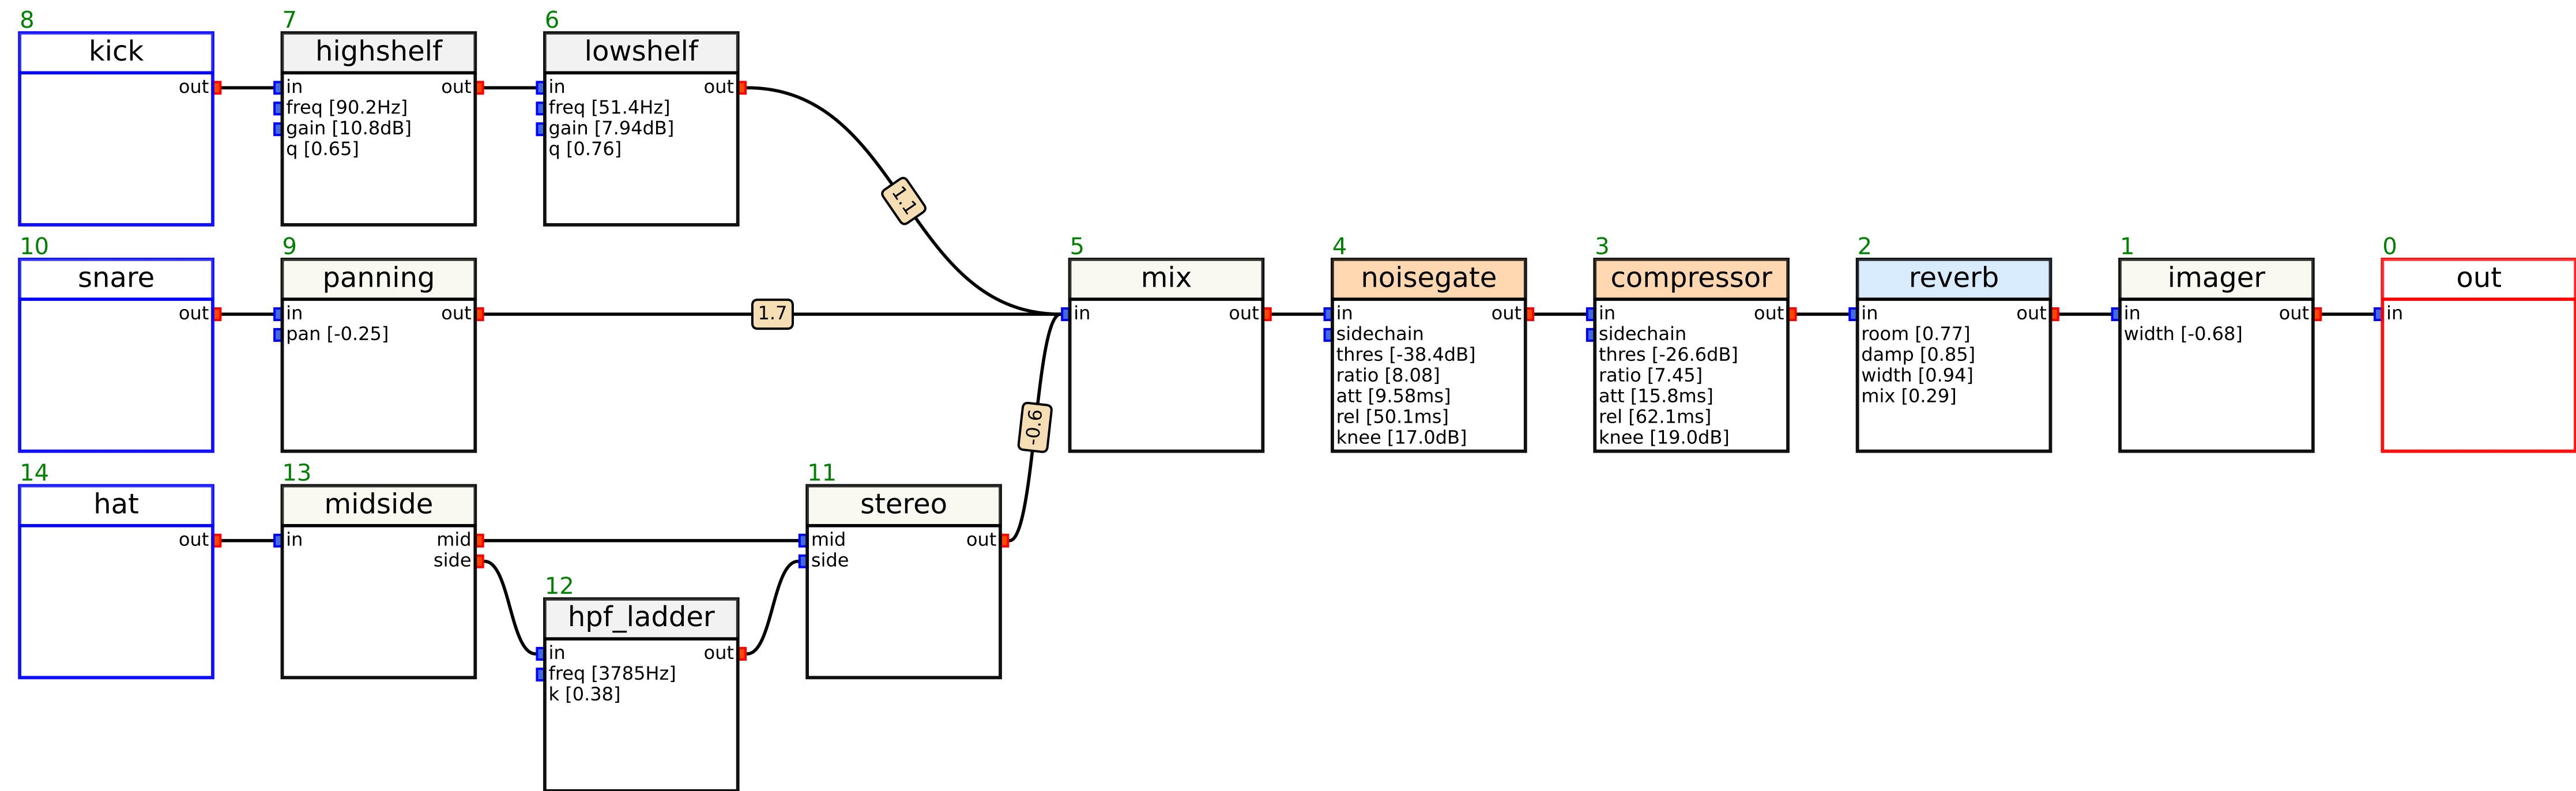 8
kick
out
7
highshelf
in out
freq [90.2Hz]
gain [10.8dB]
q [0.65]
6
lowshelf
in out
freq [51.4Hz]
gain [7.94dB]
q [0.76]
1.1
10
snare
out
9
panning
in out
pan [-0.25]
1.7
5
mix
in out
4
noisegate
in out
sidechain
thres [-38.4dB]
ratio [8.08]
att [9.58ms]
rel [50.1ms]
knee [17.0dB]
3
compressor
in out
sidechain
thres [-26.6dB]
ratio [7.45]
att [15.8ms]
rel [62.1ms]
knee [19.0dB]
2
reverb
in out
room [0.77]
damp [0.85]
width [0.94]
mix [0.29]
1
imager
in out
width [-0.68]
0
out
in
-0.6
14
hat
out
13
midside
in mid
side
12
hpf_ladder
in out
freq [3785Hz]
k [0.38]
11
stereo
mid out
side